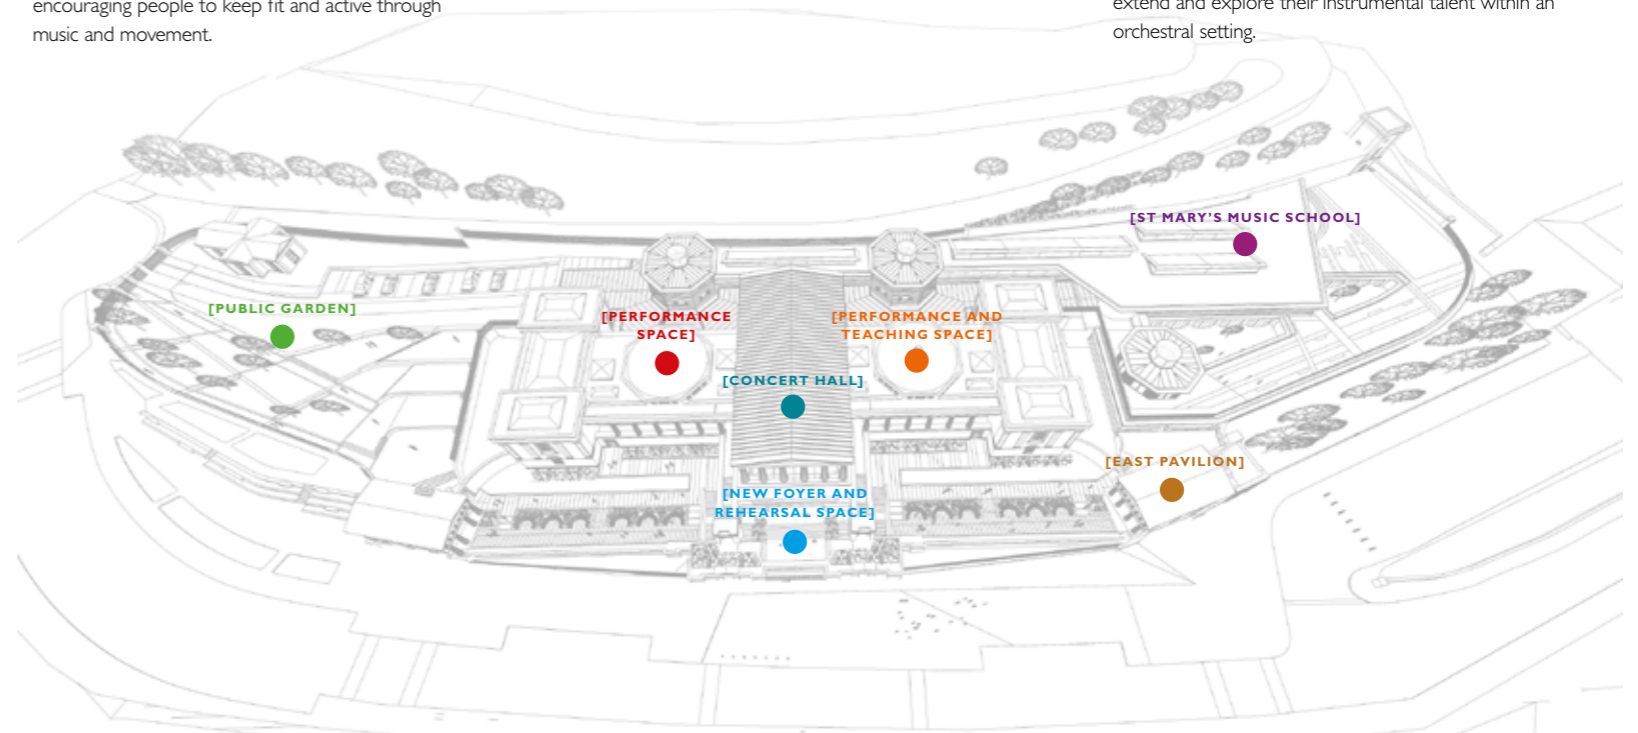 encouraging people to keep fit and active through
music and movement.
extend and explore their instrumental talent within an
orchestral setting.
[ST MARY'S MUSIC SCHOOL]
[PUBLIC GARDEN]
[PERFORMANCE
SPACE]
[PERFORMANCE AND
TEACHING SPACE]
[CONCERT HALL]
[EAST PAVILION]
[NEW FOYER AND
REHEARSAL SPACE]